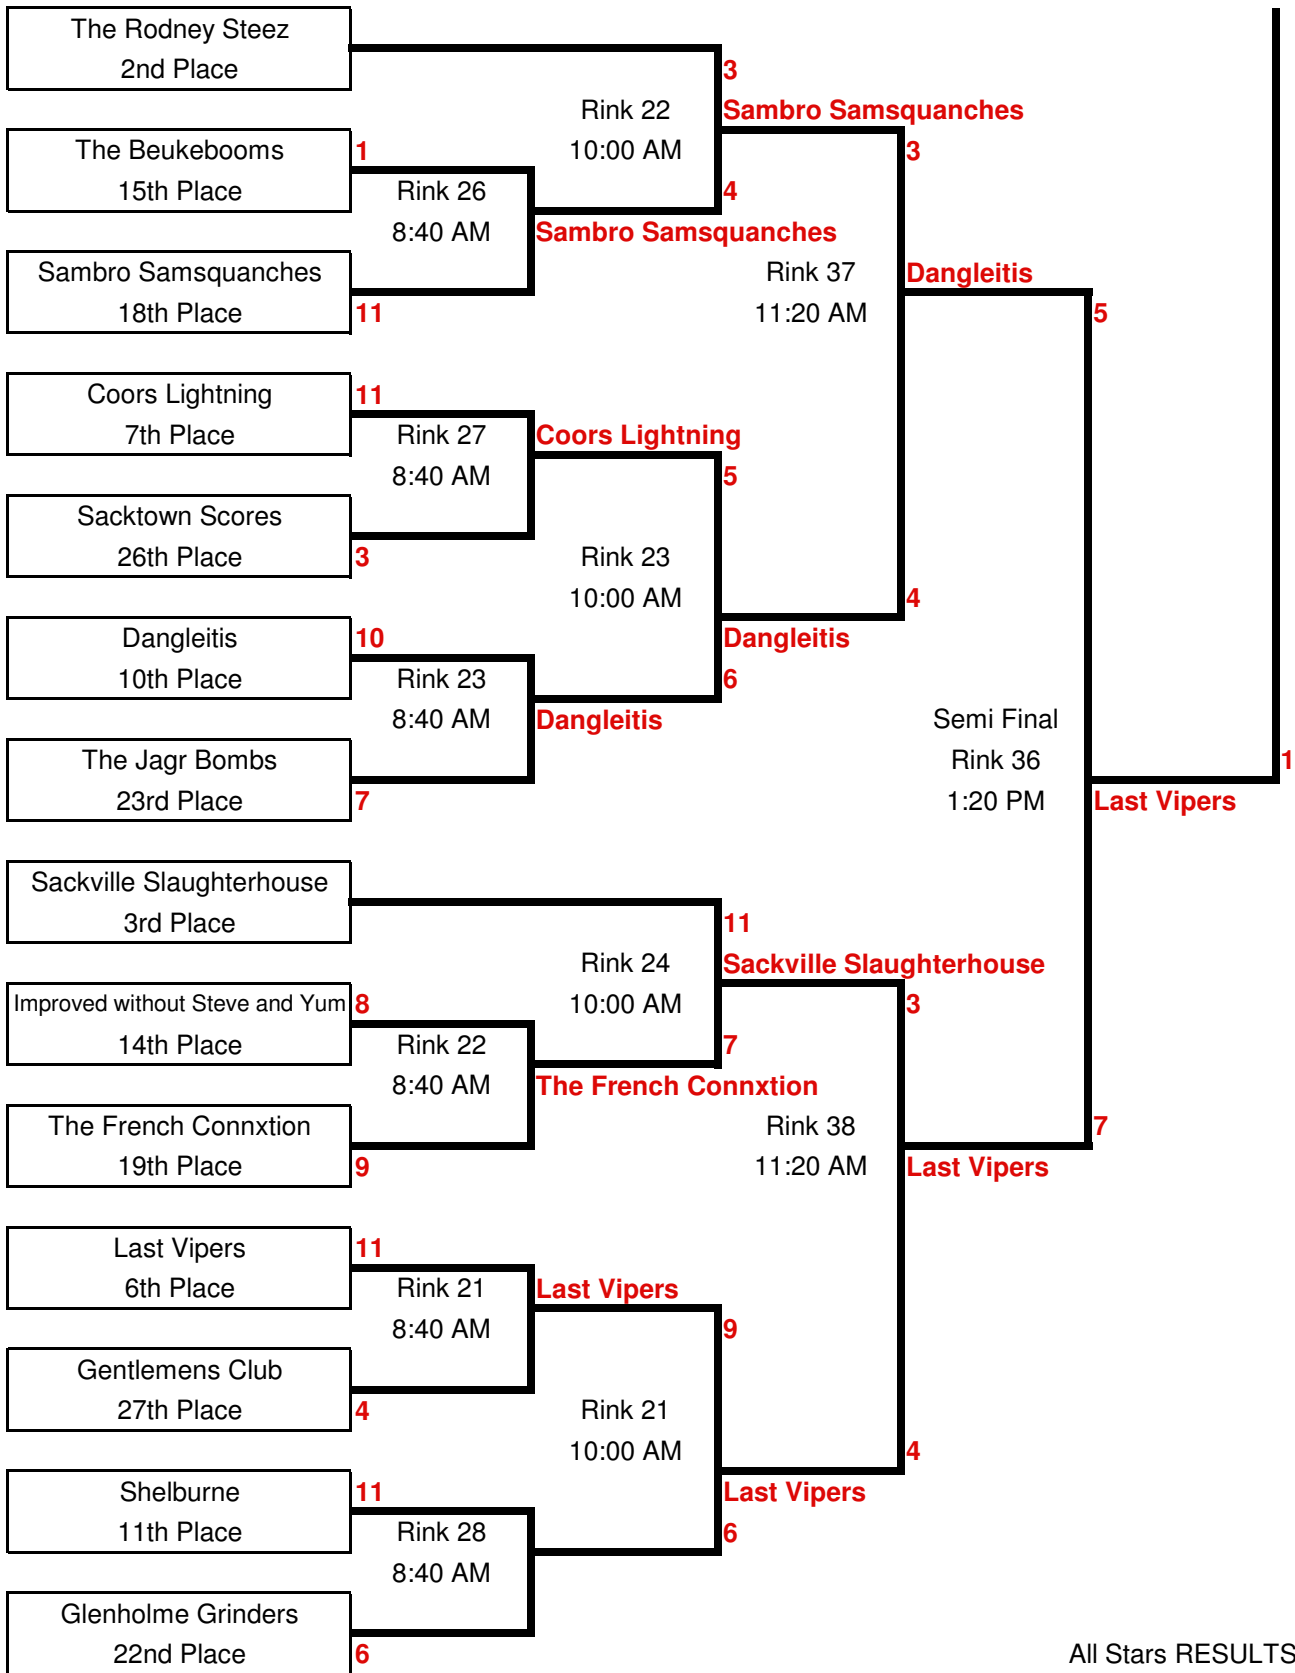 The Rodney Steez
2nd Place
3
Rink 22
Sambro Samsquanches
10:00 AM
The Beukebooms
1
3
15th Place
Rink 26
4
8:40 AM
Sambro Samsquanches
Sambro Samsquanches
Rink 37
Dangleitis
18th Place
11
11:20 AM
5
Coors Lightning
11
7th Place
Rink 27
Coors Lightning
8:40 AM
5
Sacktown Scores
26th Place
3
Rink 23
10:00 AM
4
Dangleitis
10
Dangleitis
10th Place
Rink 23
6
8:40 AM
Dangleitis
Semi Final
The Jagr Bombs
Rink 36
1
23rd Place
7
1:20 PM
Last Vipers
Sackville Slaughterhouse
3rd Place
11
Rink 24
Sackville Slaughterhouse
Improved without Steve and Yum
8
10:00 AM
3
14th Place
Rink 22
7
8:40 AM
The French Connxtion
The French Connxtion
Rink 38
7
19th Place
9
11:20 AM
Last Vipers
Last Vipers
11
6th Place
Rink 21
Last Vipers
8:40 AM
9
Gentlemens Club
27th Place
4
Rink 21
10:00 AM
4
Shelburne
11
Last Vipers
11th Place
Rink 28
6
8:40 AM
Glenholme Grinders
22nd Place
6
All Stars RESULTS